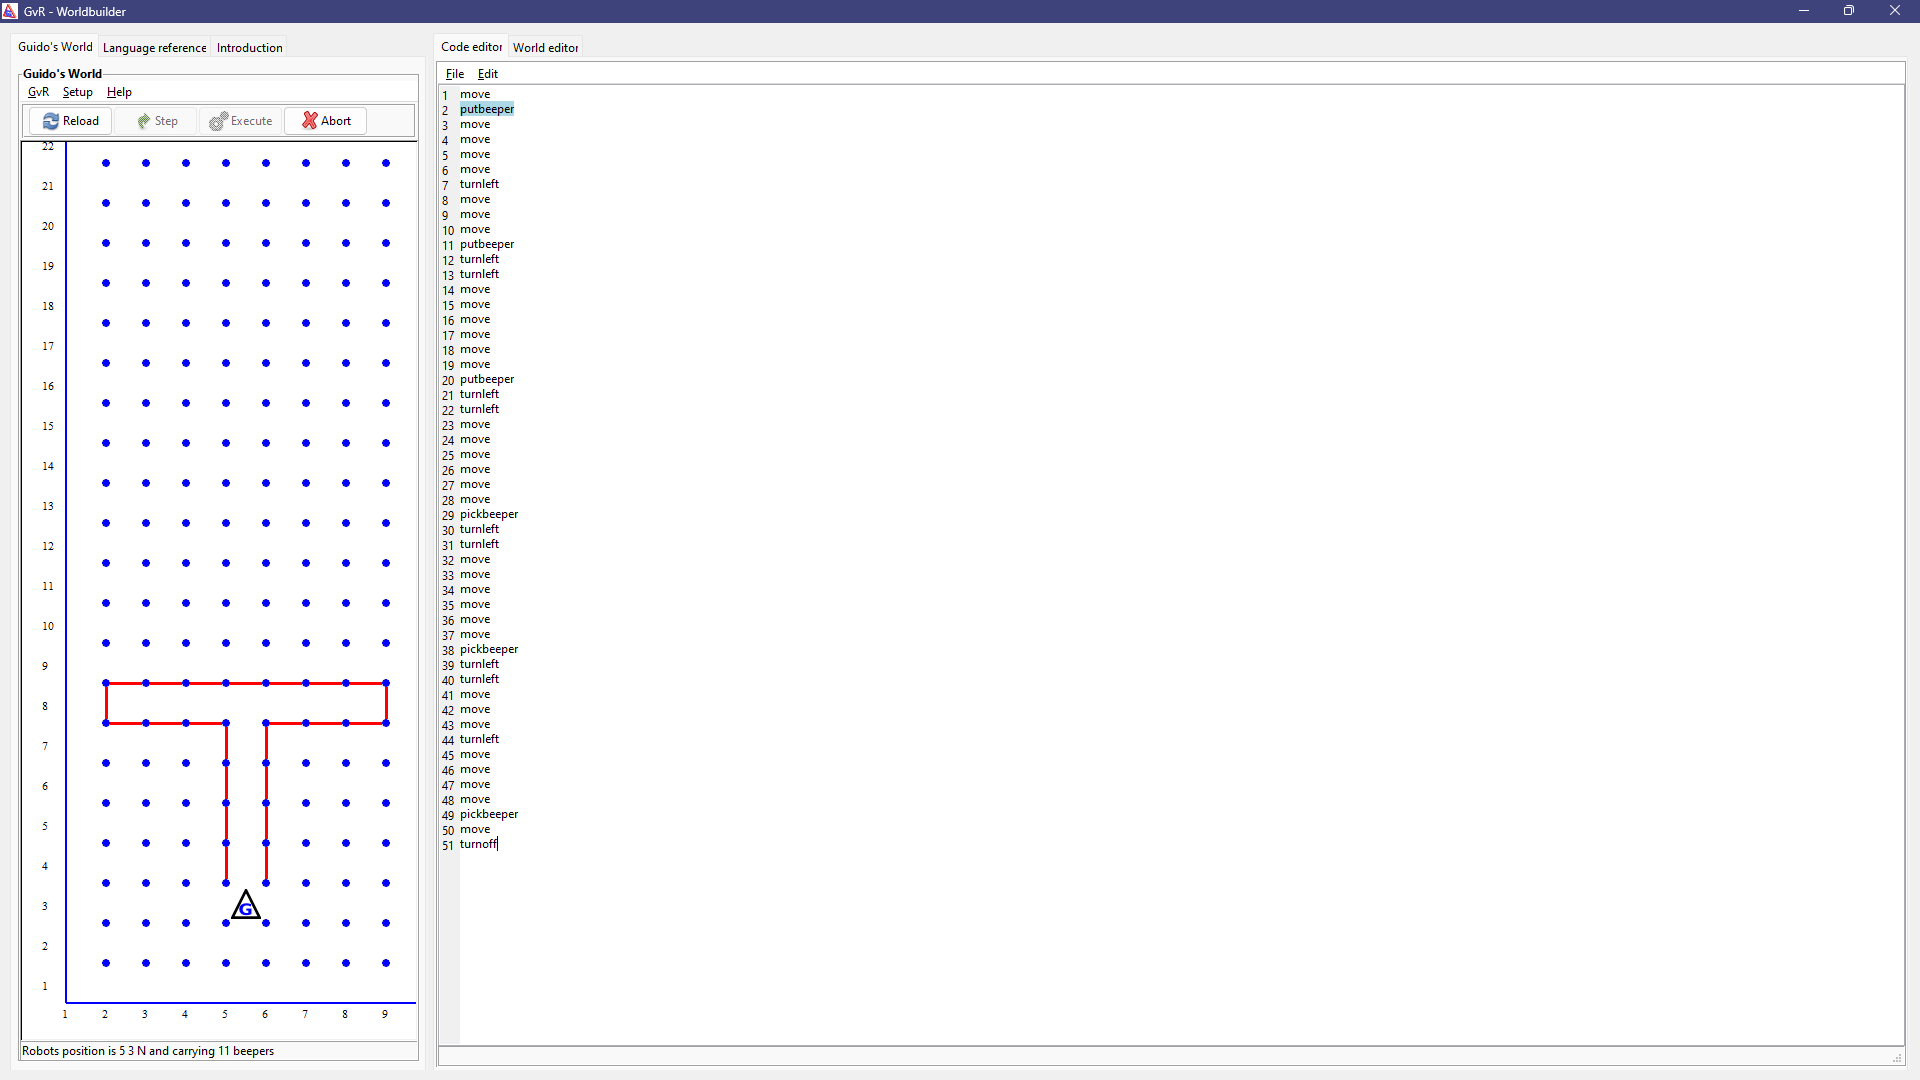 GvR - Worldbuilder
Guido's World Language reference Introduction
Guido's World
GvR Setup Help
Reload Step Execute Abort
22
21
20
19
18
17
16
15
14
13
12
11
10
9
8
7
6
5
4
3
G
2
1
1 2 3 4 5 6 7 8 9
Robots position is 5 3 N and carrying 11 beepers
Code editor World editor
File Edit
1 move
2 putbeeper
3 move
4 move
5 move
6 move
7 turnleft
8 move
9 move
10 move
11 putbeeper
12 turnleft
13 turnleft
14 move
15 move
16 move
17 move
18 move
19 move
20 putbeeper
21 turnleft
22 turnleft
23 move
24 move
25 move
26 move
27 move
28 move
29 pickbeeper
30 turnleft
31 turnleft
32 move
33 move
34 move
35 move
36 move
37 move
38 pickbeeper
39 turnleft
40 turnleft
41 move
42 move
43 move
44 turnleft
45 move
46 move
47 move
48 move
49 pickbeeper
50 move
51 turnoff